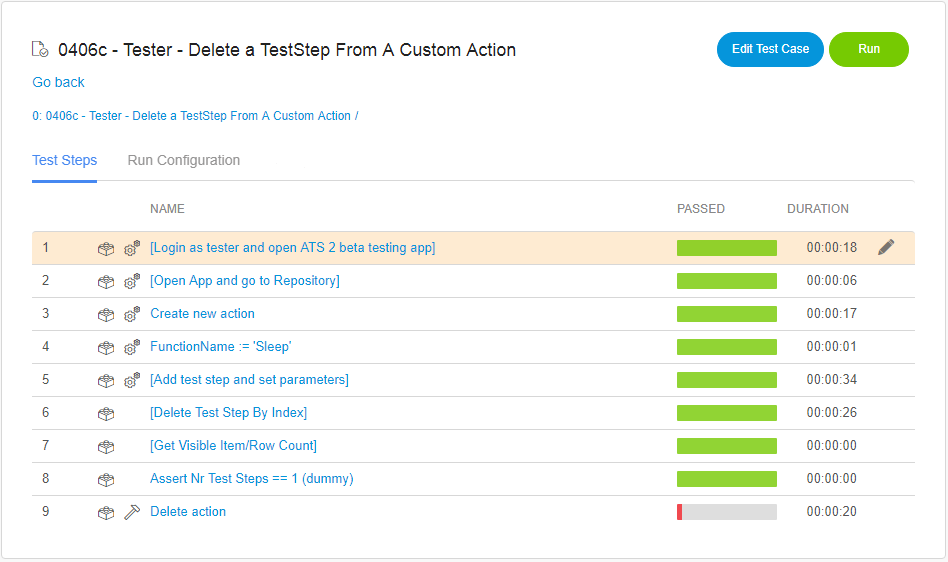 0406c - Tester - Delete a TestStep From A Custom Action
Edit Test Case
Run
Go back
0: 0406c - Tester - Delete a TestStep From A Custom Action /
Test Steps
Run Configuration
NAME PASSED DURATION
1 [Login as tester and open ATS 2 beta testing app] 00:00:18
2 [Open App and go to Repository] 00:00:06
3 Create new action 00:00:17
4 FunctionName := 'Sleep' 00:00:01
5 [Add test step and set parameters] 00:00:34
6 [Delete Test Step By Index] 00:00:26
7 [Get Visible Item/Row Count] 00:00:00
8 Assert Nr Test Steps == 1 (dummy) 00:00:00
9 Delete action 00:00:20